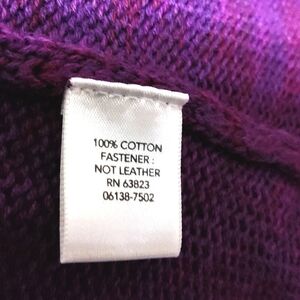 100% COTTON
FASTENER :
NOT LEATHER
RN 63823
06138-7502